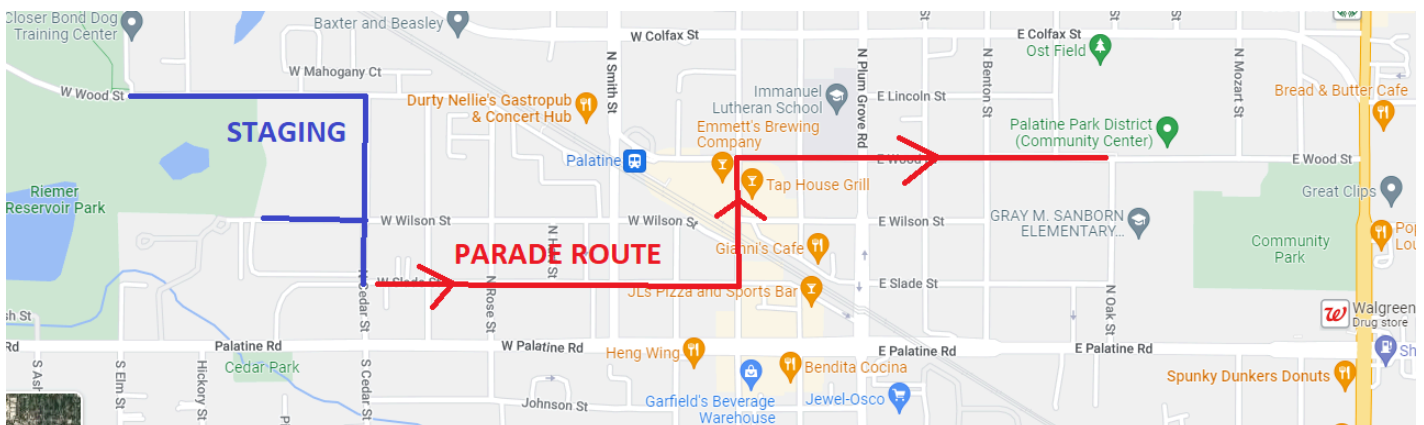 Closer Bond Dog
Training Center
Baxter and Beasley
W Colfax St
E Colfax St
Ost Field
W Mahogany Ct
W Wood St
N Smith St
N Plum Grove Rd
N Benton St
N Mozart St
Durty Nellie's Gastropub
& Concert Hub
Immanuel
Lutheran School
E Lincoln St
Bread & Butter Cafe
STAGING
Emmett's Brewing
Company
Palatine Park District
(Community Center)
Palatine
E Wood
E Wood St
Tap House Grill
Riemer
Reservoir Park
Great Clips
W Wilson St
W Wilson St
E Wilson St
GRAY M. SANBORN
ELEMENTARY...
PARADE ROUTE
Gianni's Cafe
Community
Park
N Cedar St
N Rose St
E Slade St
JLs Pizza and Sports Bar
N Oak St
Walgreen
Drug store
Rd
Palatine Rd
W Palatine Rd
Heng Wing
E Palatine Rd
E Palatine Rd
Cedar Park
Bendita Cocina
S Elm St
Hickory St
S Cedar St
Spunky Dunkers Donuts
Johnson St
Garfield's Beverage
Warehouse
Jewel-Osco